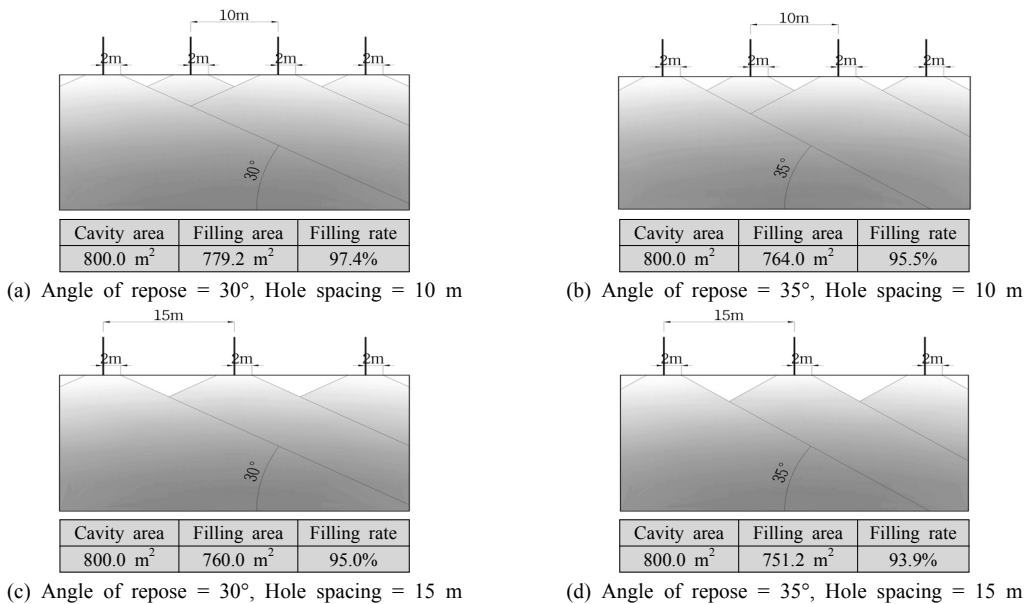 10m
2m 2m 2m 2m
30°
Cavity area Filling area Filling rate
800.0 m² 779.2 m² 97.4%
(a) Angle of repose = 30°, Hole spacing = 10 m
10m
2m 2m 2m 2m
35°
Cavity area Filling area Filling rate
800.0 m² 764.0 m² 95.5%
(b) Angle of repose = 35°, Hole spacing = 10 m
15m
2m 2m 2m
30°
Cavity area Filling area Filling rate
800.0 m² 760.0 m² 95.0%
(c) Angle of repose = 30°, Hole spacing = 15 m
15m
2m 2m 2m
35°
Cavity area Filling area Filling rate
800.0 m² 751.2 m² 93.9%
(d) Angle of repose = 35°, Hole spacing = 15 m